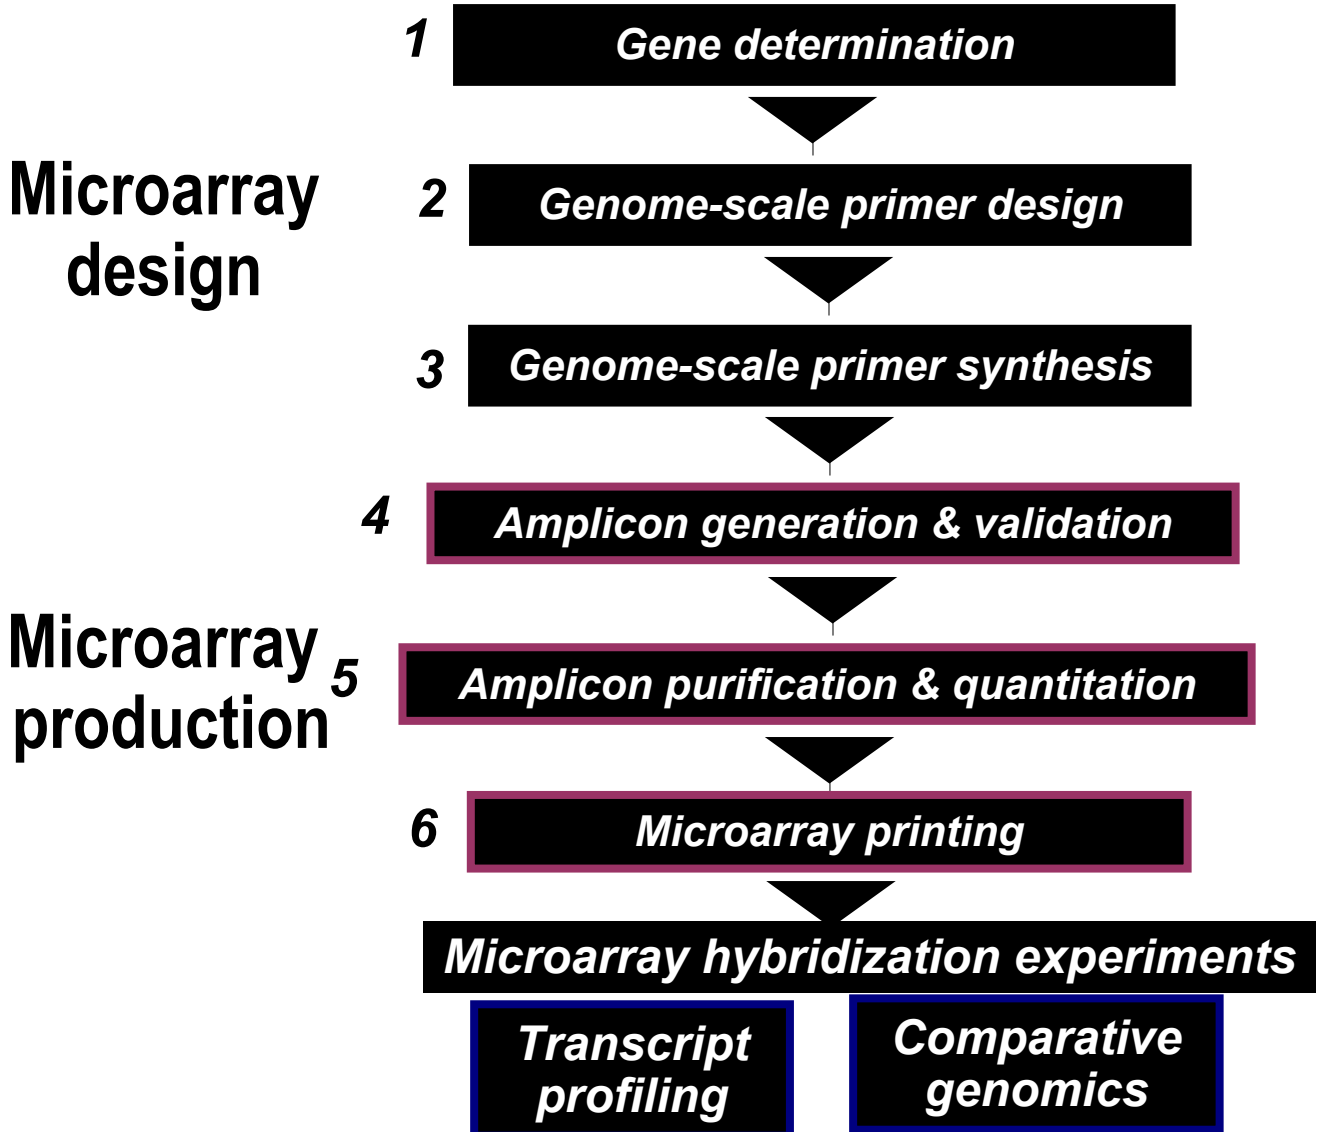 1 Gene determination
Microarray
design
2 Genome-scale primer design
3 Genome-scale primer synthesis
4 Amplicon generation & validation
Microarray
production
5 Amplicon purification & quantitation
6 Microarray printing
Microarray hybridization experiments
Transcript
profiling
Comparative
genomics